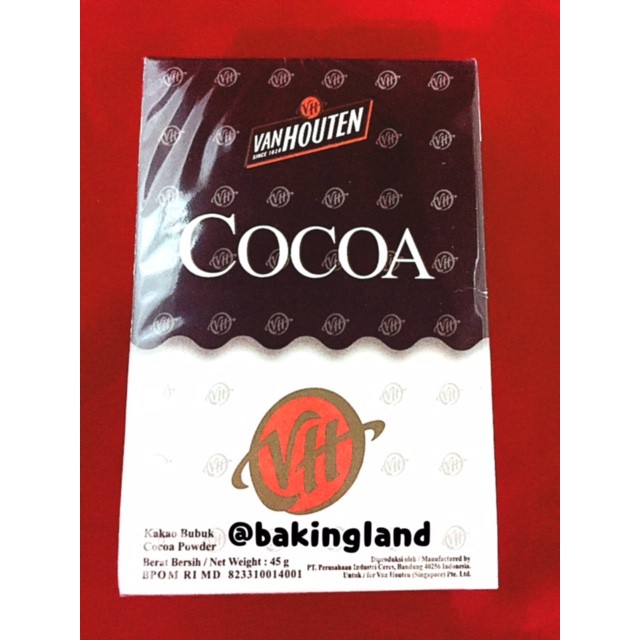 VH
VAN HOUTEN
SINCE 1828
COCOA
VH
@bakingland
Kakao Bubuk
Cocoa Powder
Berat Bersih / Net Weight : 45 g
BPOM RI MD 823310014001
Diproduksi oleh / Manufactured by
PT. Perusahaan Industri Ceres, Bandung 40256 Indonesia.
Untuk / for Van Houten (Singapore) Pte. Ltd.